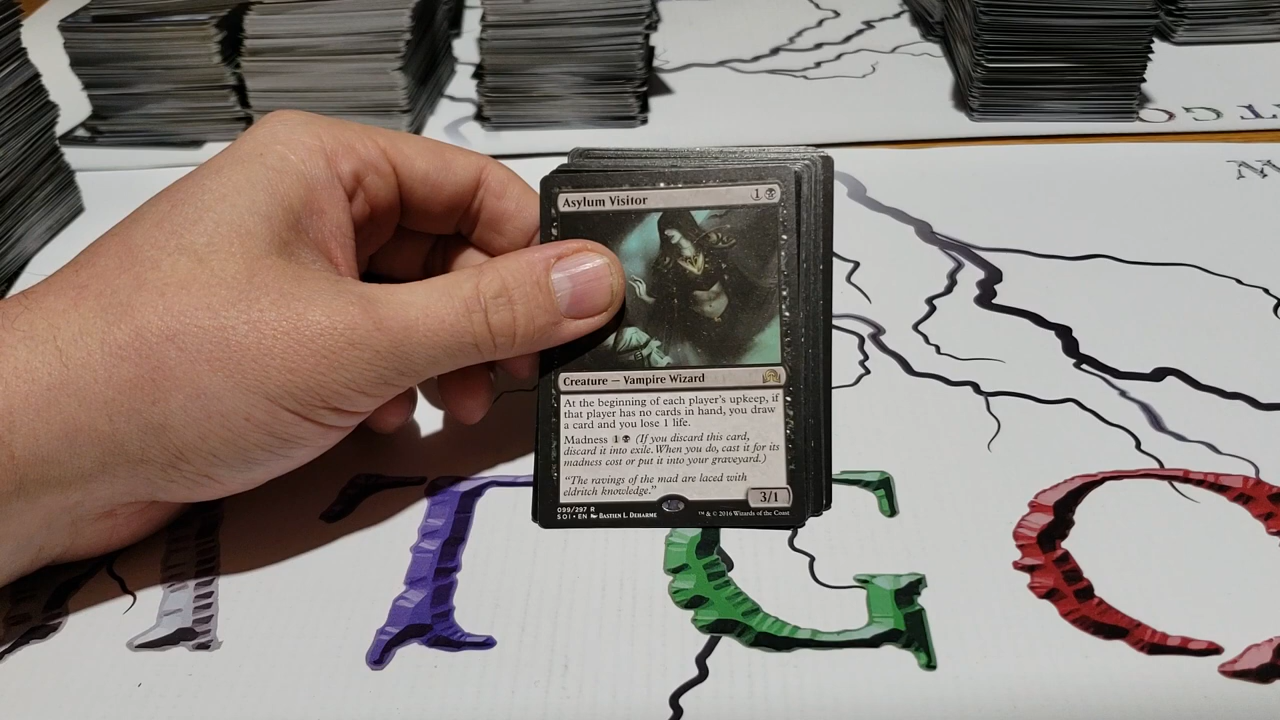 TGO
M
Asylum Visitor 1
Creature — Vampire Wizard
At the beginning of each player's upkeep, if
that player has no cards in hand, you draw
a card and you lose 1 life.
Madness 1 (If you discard this card,
discard it into exile. When you do, cast it for its
madness cost or put it into your graveyard.)
"The ravings of the mad are laced with
eldritch knowledge."
3/1
099/297 R
SOI • EN BASTIEN L. DEHARME
™ & © 2016 Wizards of the Coast
MTGO